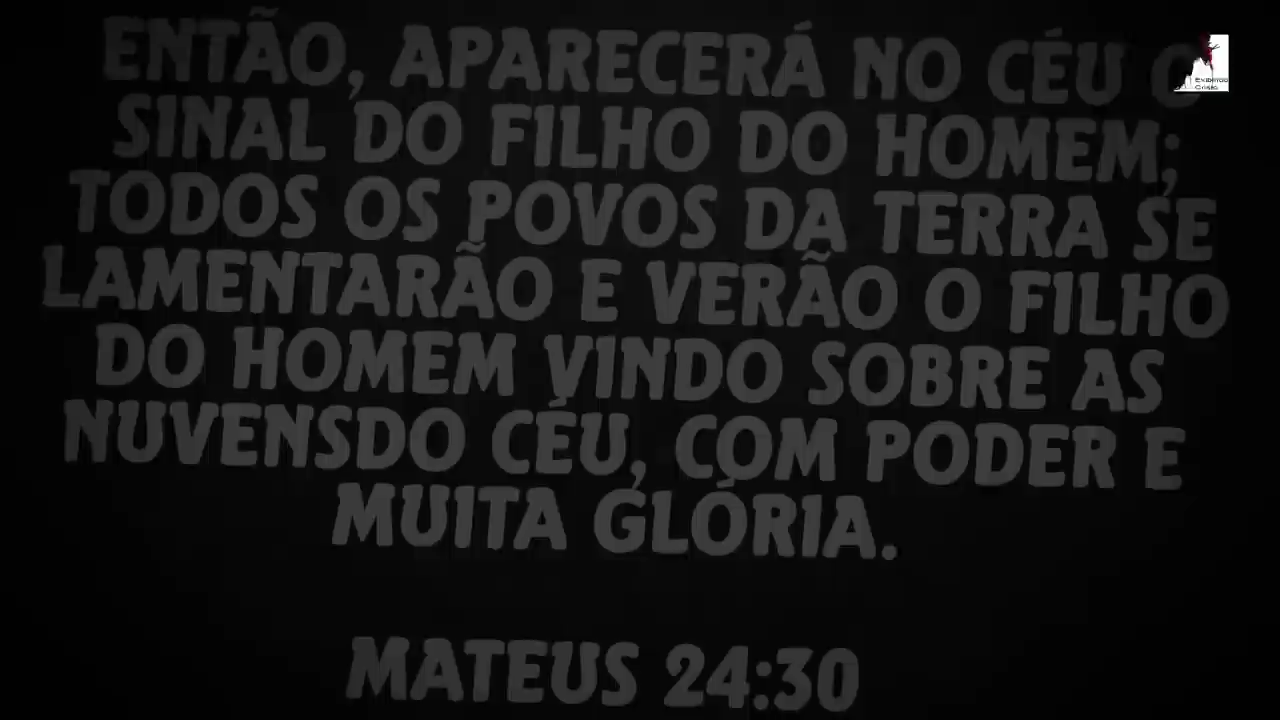 ENTÃO, APARECERÁ NO CÉU O
SINAL DO FILHO DO HOMEM;
TODOS OS POVOS DA TERRA SE
LAMENTARÃO E VERÃO O FILHO
DO HOMEM VINDO SOBRE AS
NUVENSDO CÉU, COM PODER E
MUITA GLÓRIA.
MATEUS 24:30